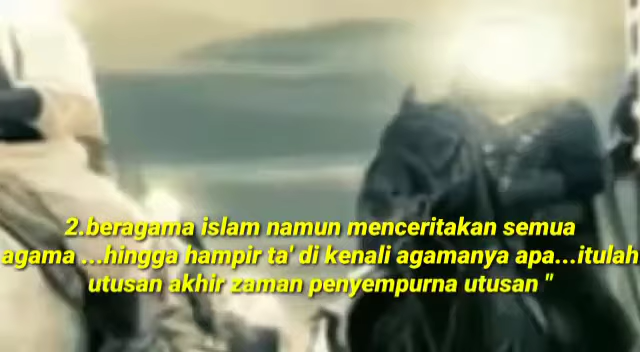 2.beragama islam namun menceritakan semua
agama ...hingga hampir ta' di kenali agamanya apa...itulah
utusan akhir zaman penyempurna utusan "